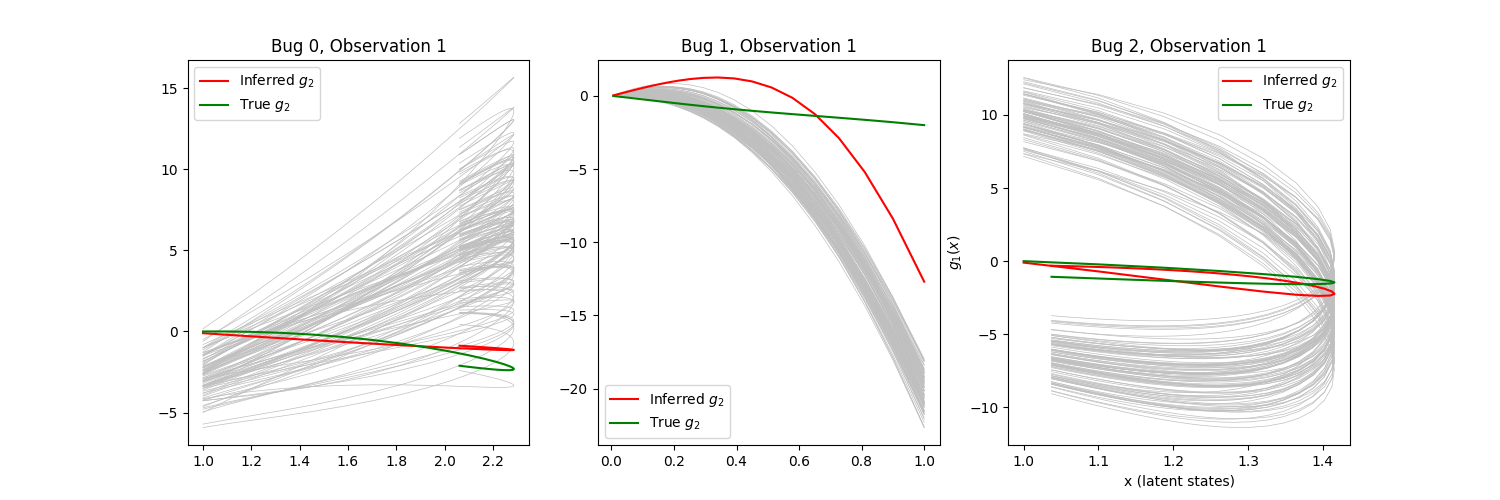 Bug 0, Observation 1
Inferred g₂
True g₂
15
10
5
0
−5
1.0 1.2 1.4 1.6 1.8 2.0 2.2
Bug 1, Observation 1
0
−5
−10
−15
−20
Inferred g₂
True g₂
0.0 0.2 0.4 0.6 0.8 1.0
Bug 2, Observation 1
Inferred g₂
True g₂
g₁(x)
10
5
0
−5
−10
1.0 1.1 1.2 1.3 1.4
x (latent states)